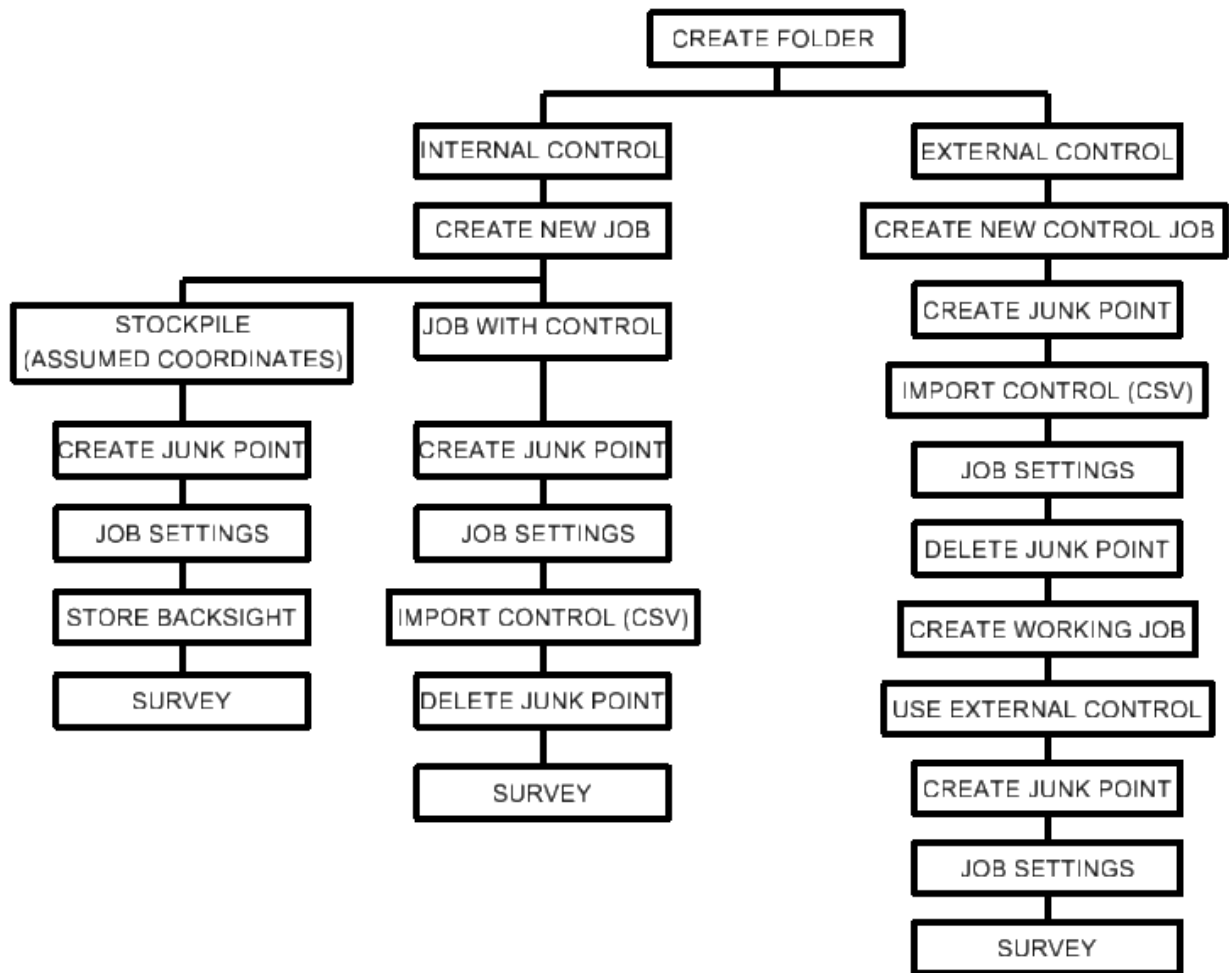 CREATE FOLDER
INTERNAL CONTROL
CREATE NEW JOB
STOCKPILE
(ASSUMED COORDINATES)
CREATE JUNK POINT
JOB SETTINGS
STORE BACKSIGHT
SURVEY
JOB WITH CONTROL
CREATE JUNK POINT
JOB SETTINGS
IMPORT CONTROL (CSV)
DELETE JUNK POINT
SURVEY
EXTERNAL CONTROL
CREATE NEW CONTROL JOB
CREATE JUNK POINT
IMPORT CONTROL (CSV)
JOB SETTINGS
DELETE JUNK POINT
CREATE WORKING JOB
USE EXTERNAL CONTROL
CREATE JUNK POINT
JOB SETTINGS
SURVEY